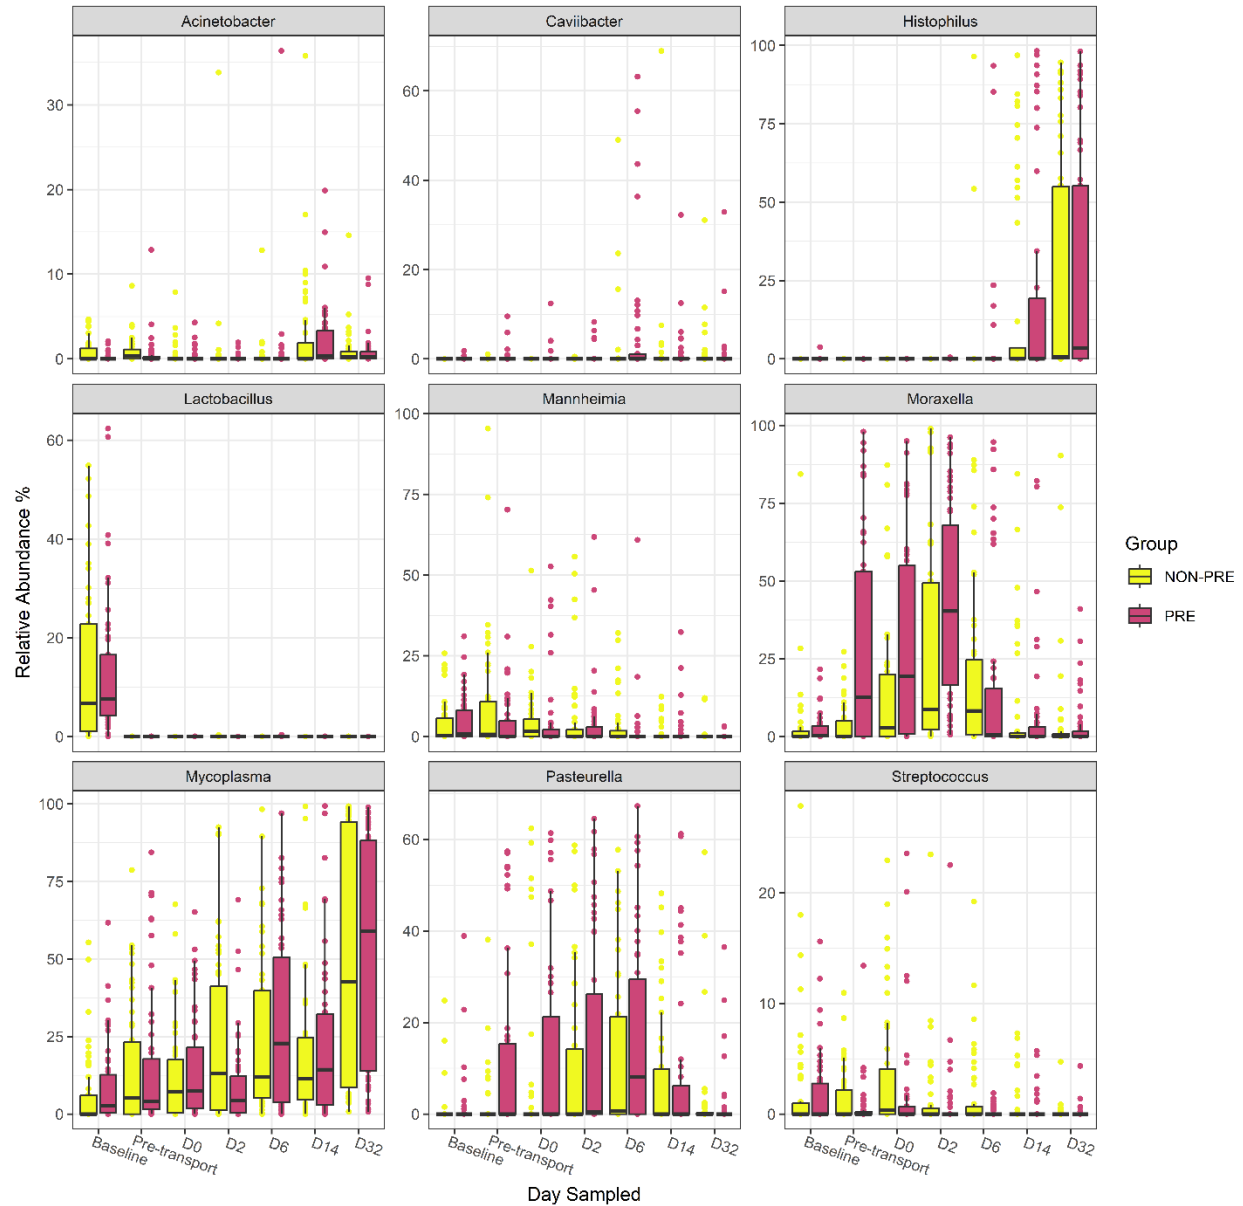 Acinetobacter
Caviibacter
Histophilus
30
20
10
0
60
40
20
0
100
75
50
25
0
Lactobacillus
Mannheimia
Moraxella
60
40
20
0
100
75
50
25
0
100
75
50
25
0
Relative Abundance %
Group
NON-PRE
PRE
Mycoplasma
Pasteurella
Streptococcus
100
75
50
25
0
60
40
20
0
20
10
0
Baseline
Pre-transport
D0
D2
D6
D14
D32
Baseline
Pre-transport
D0
D2
D6
D14
D32
Baseline
Pre-transport
D0
D2
D6
D14
D32
Day Sampled